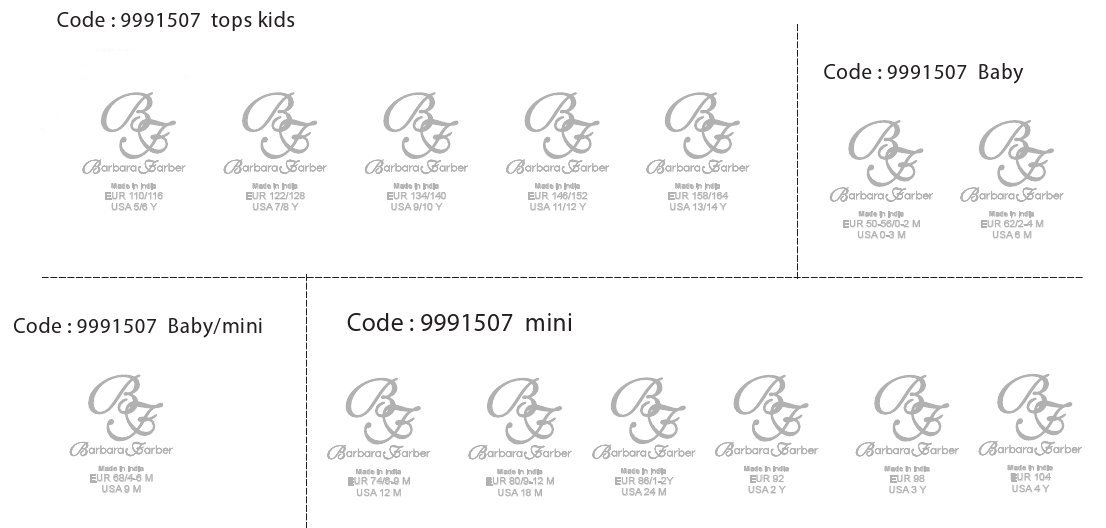 Code : 9991507 tops kids
BF
Barbara Farber
Made in India
EUR 110/116
USA 5/6 Y
BF
Barbara Farber
Made in India
EUR 122/128
USA 7/8 Y
BF
Barbara Farber
Made in India
EUR 134/140
USA 9/10 Y
BF
Barbara Farber
Made in India
EUR 146/152
USA 11/12 Y
BF
Barbara Farber
Made in India
EUR 158/164
USA 13/14 Y
Code : 9991507 Baby
BF
Barbara Farber
Made in India
EUR 50-56/0-2 M
USA 0-3 M
BF
Barbara Farber
Made in India
EUR 62/2-4 M
USA 6 M
Code : 9991507 Baby/mini
BF
Barbara Farber
Made in India
EUR 68/4-6 M
USA 9 M
Code : 9991507 mini
BF
Barbara Farber
Made in India
EUR 74/6-9 M
USA 12 M
BF
Barbara Farber
Made in India
EUR 80/9-12 M
USA 18 M
BF
Barbara Farber
Made in India
EUR 86/1-2Y
USA 24 M
BF
Barbara Farber
Made in India
EUR 92
USA 2 Y
BF
Barbara Farber
Made in India
EUR 98
USA 3 Y
BF
Barbara Farber
Made in India
EUR 104
USA 4 Y